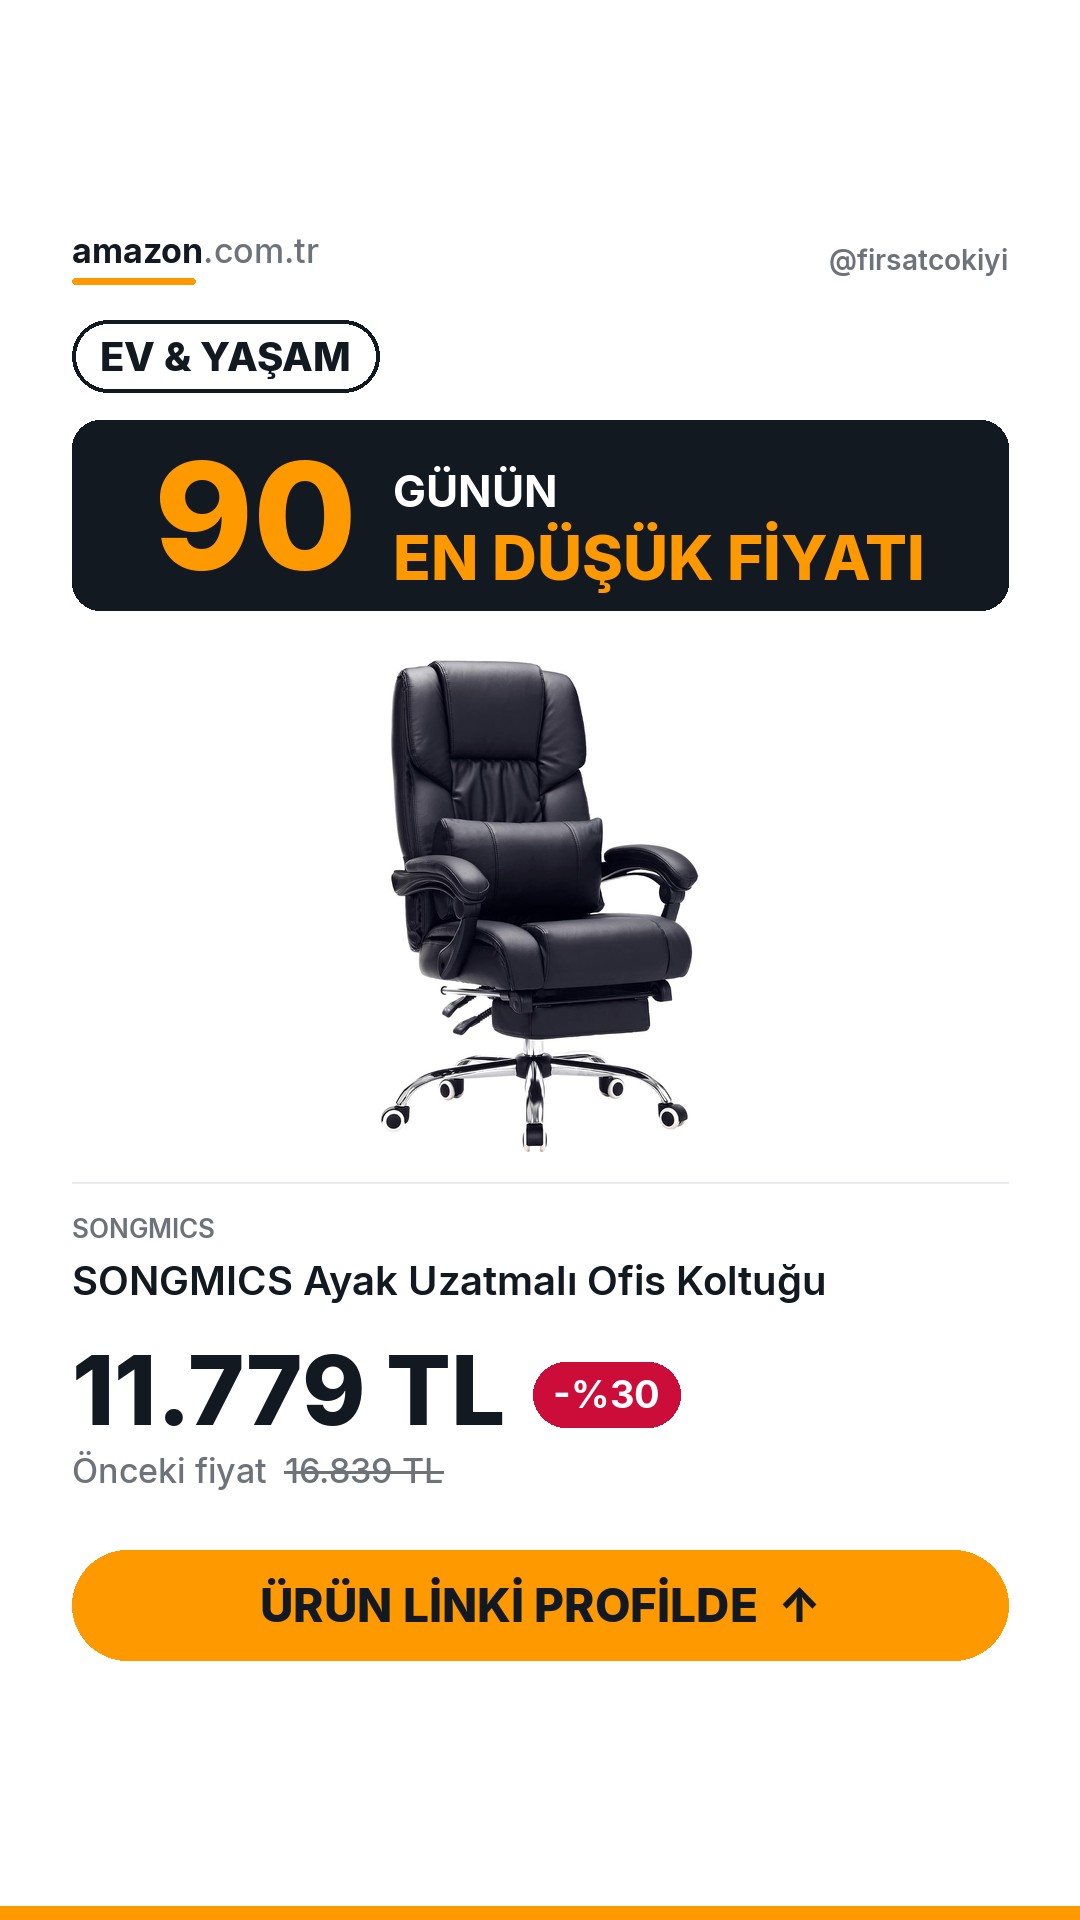 amazon.com.tr
@firsatcokiyi
EV & YAŞAM
90
GÜNÜN
EN DÜŞÜK FİYATI
SONGMICS
SONGMICS Ayak Uzatmalı Ofis Koltuğu
11.779 TL -%30
Önceki fiyat 16.839 TL
ÜRÜN LİNKİ PROFİLDE ↑